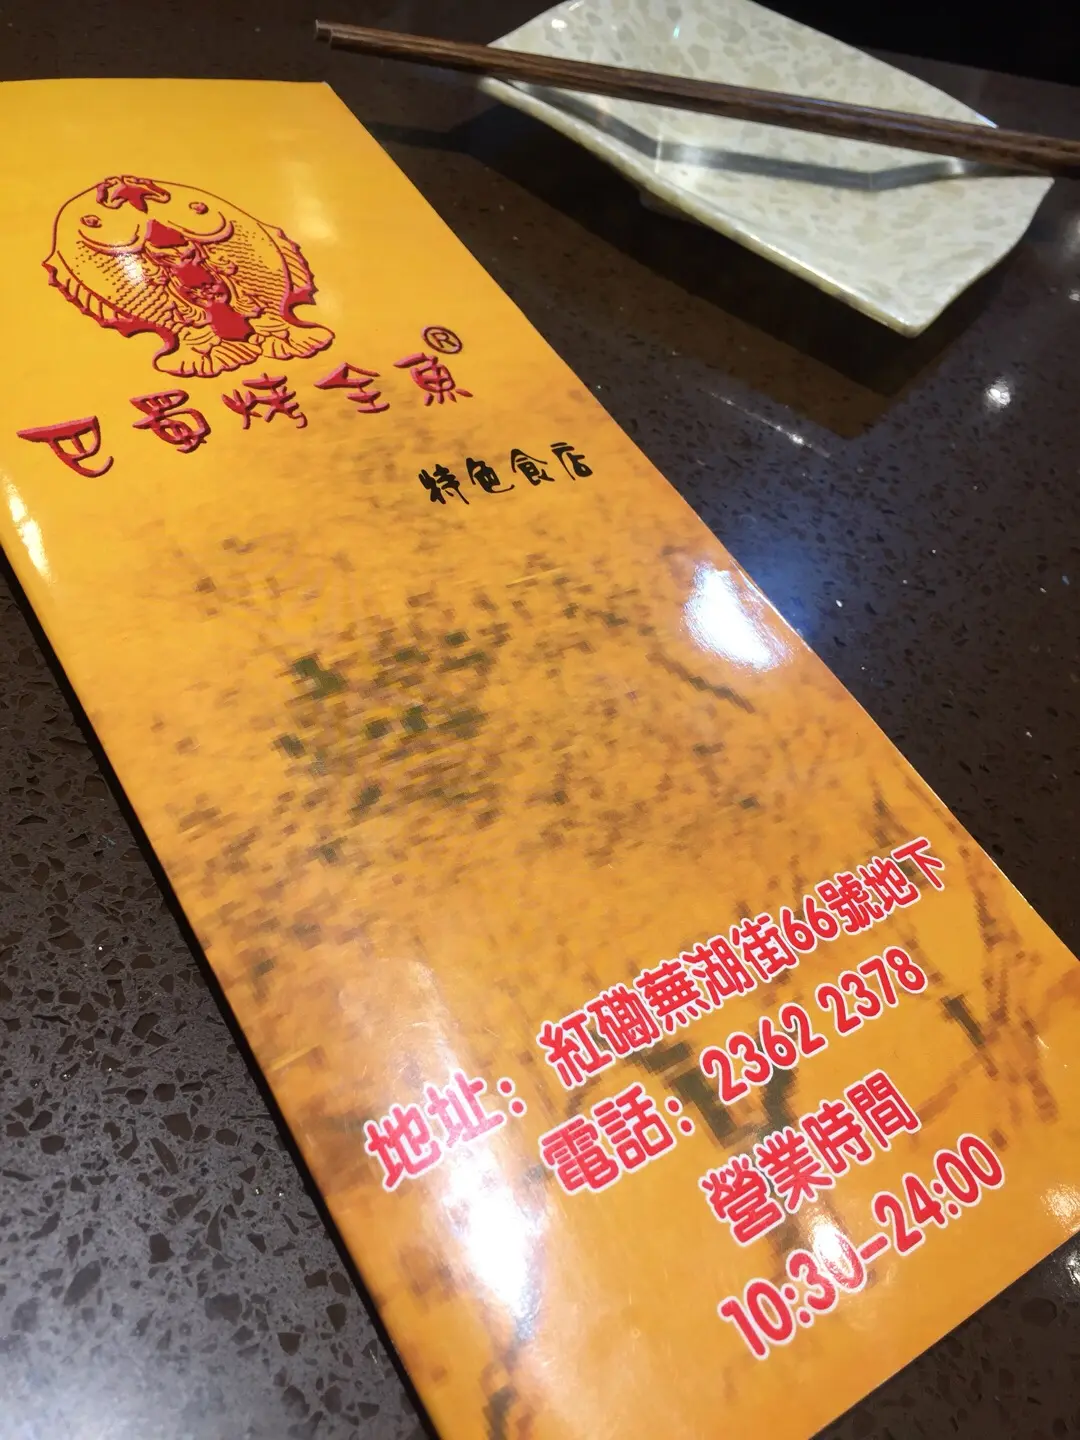 巴蜀烤全魚®
特色食店
地址：紅磡蕪湖街66號地下
電話：2362 2378
營業時間
10:30-24:00